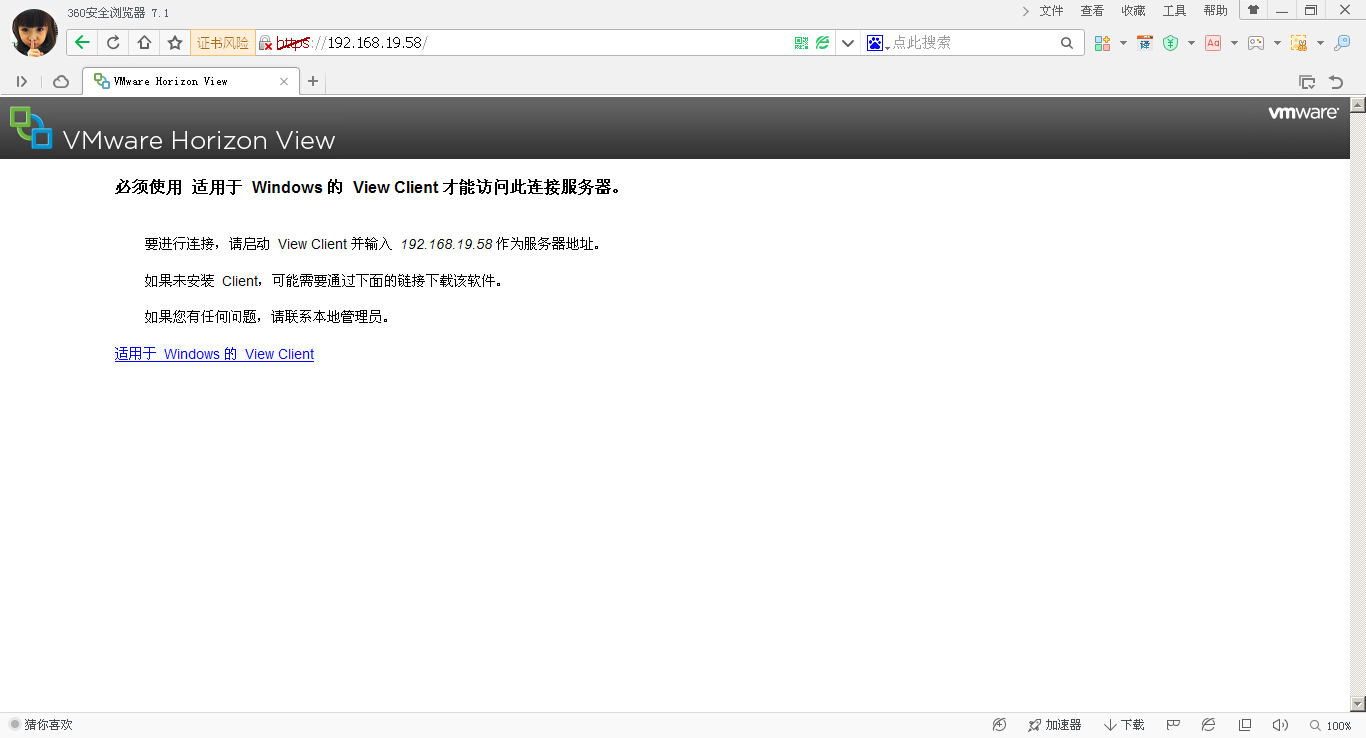 360安全浏览器 7.1
文件 查看 收藏 工具 帮助
证书风险 https://192.168.19.58/ 点此搜索
译 Aa
VMware Horizon View
vmware
VMware Horizon View
必须使用 适用于 Windows 的 View Client 才能访问此连接服务器。
要进行连接，请启动 View Client 并输入 192.168.19.58 作为服务器地址。
如果未安装 Client，可能需要通过下面的链接下载该软件。
如果您有任何问题，请联系本地管理员。
适用于 Windows 的 View Client
猜你喜欢 加速器 下载 100%